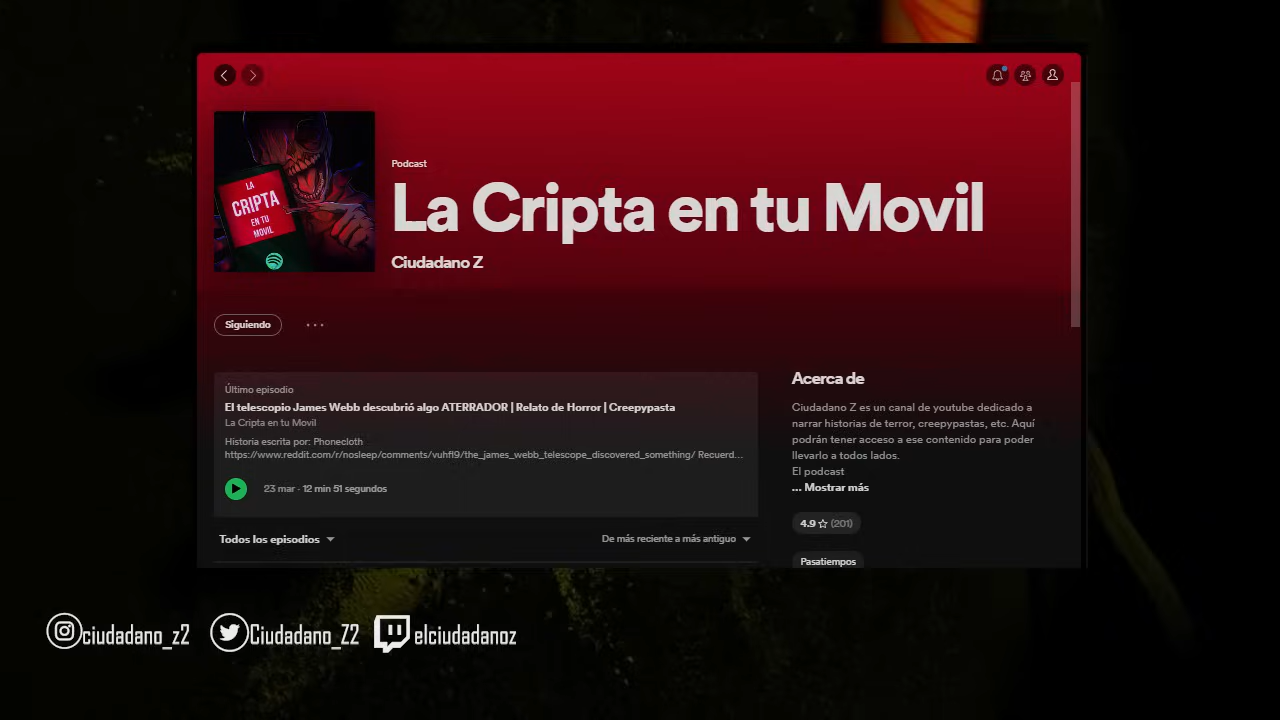 LA
CRIPTA
EN TU
MOVIL
Podcast
La Cripta en tu Movil
Ciudadano Z
Siguiendo
Último episodio
El telescopio James Webb descubrió algo ATERRADOR | Relato de Horror | Creepypasta
La Cripta en tu Movil
Historia escrita por: Phonecloth
https://www.reddit.com/r/nosleep/comments/vuhfl9/the_james_webb_telescope_discovered_something/ Recuerd...
23 mar · 12 min 51 segundos
Todos los episodios
De más reciente a más antiguo
Acerca de
Ciudadano Z es un canal de youtube dedicado a
narrar historias de terror, creepypastas, etc. Aquí
podrán tener acceso a ese contenido para poder
llevarlo a todos lados.
El podcast
... Mostrar más
4.9 (201)
Pasatiempos
ciudadano_z2
Ciudadano_Z2
elciudadanoz